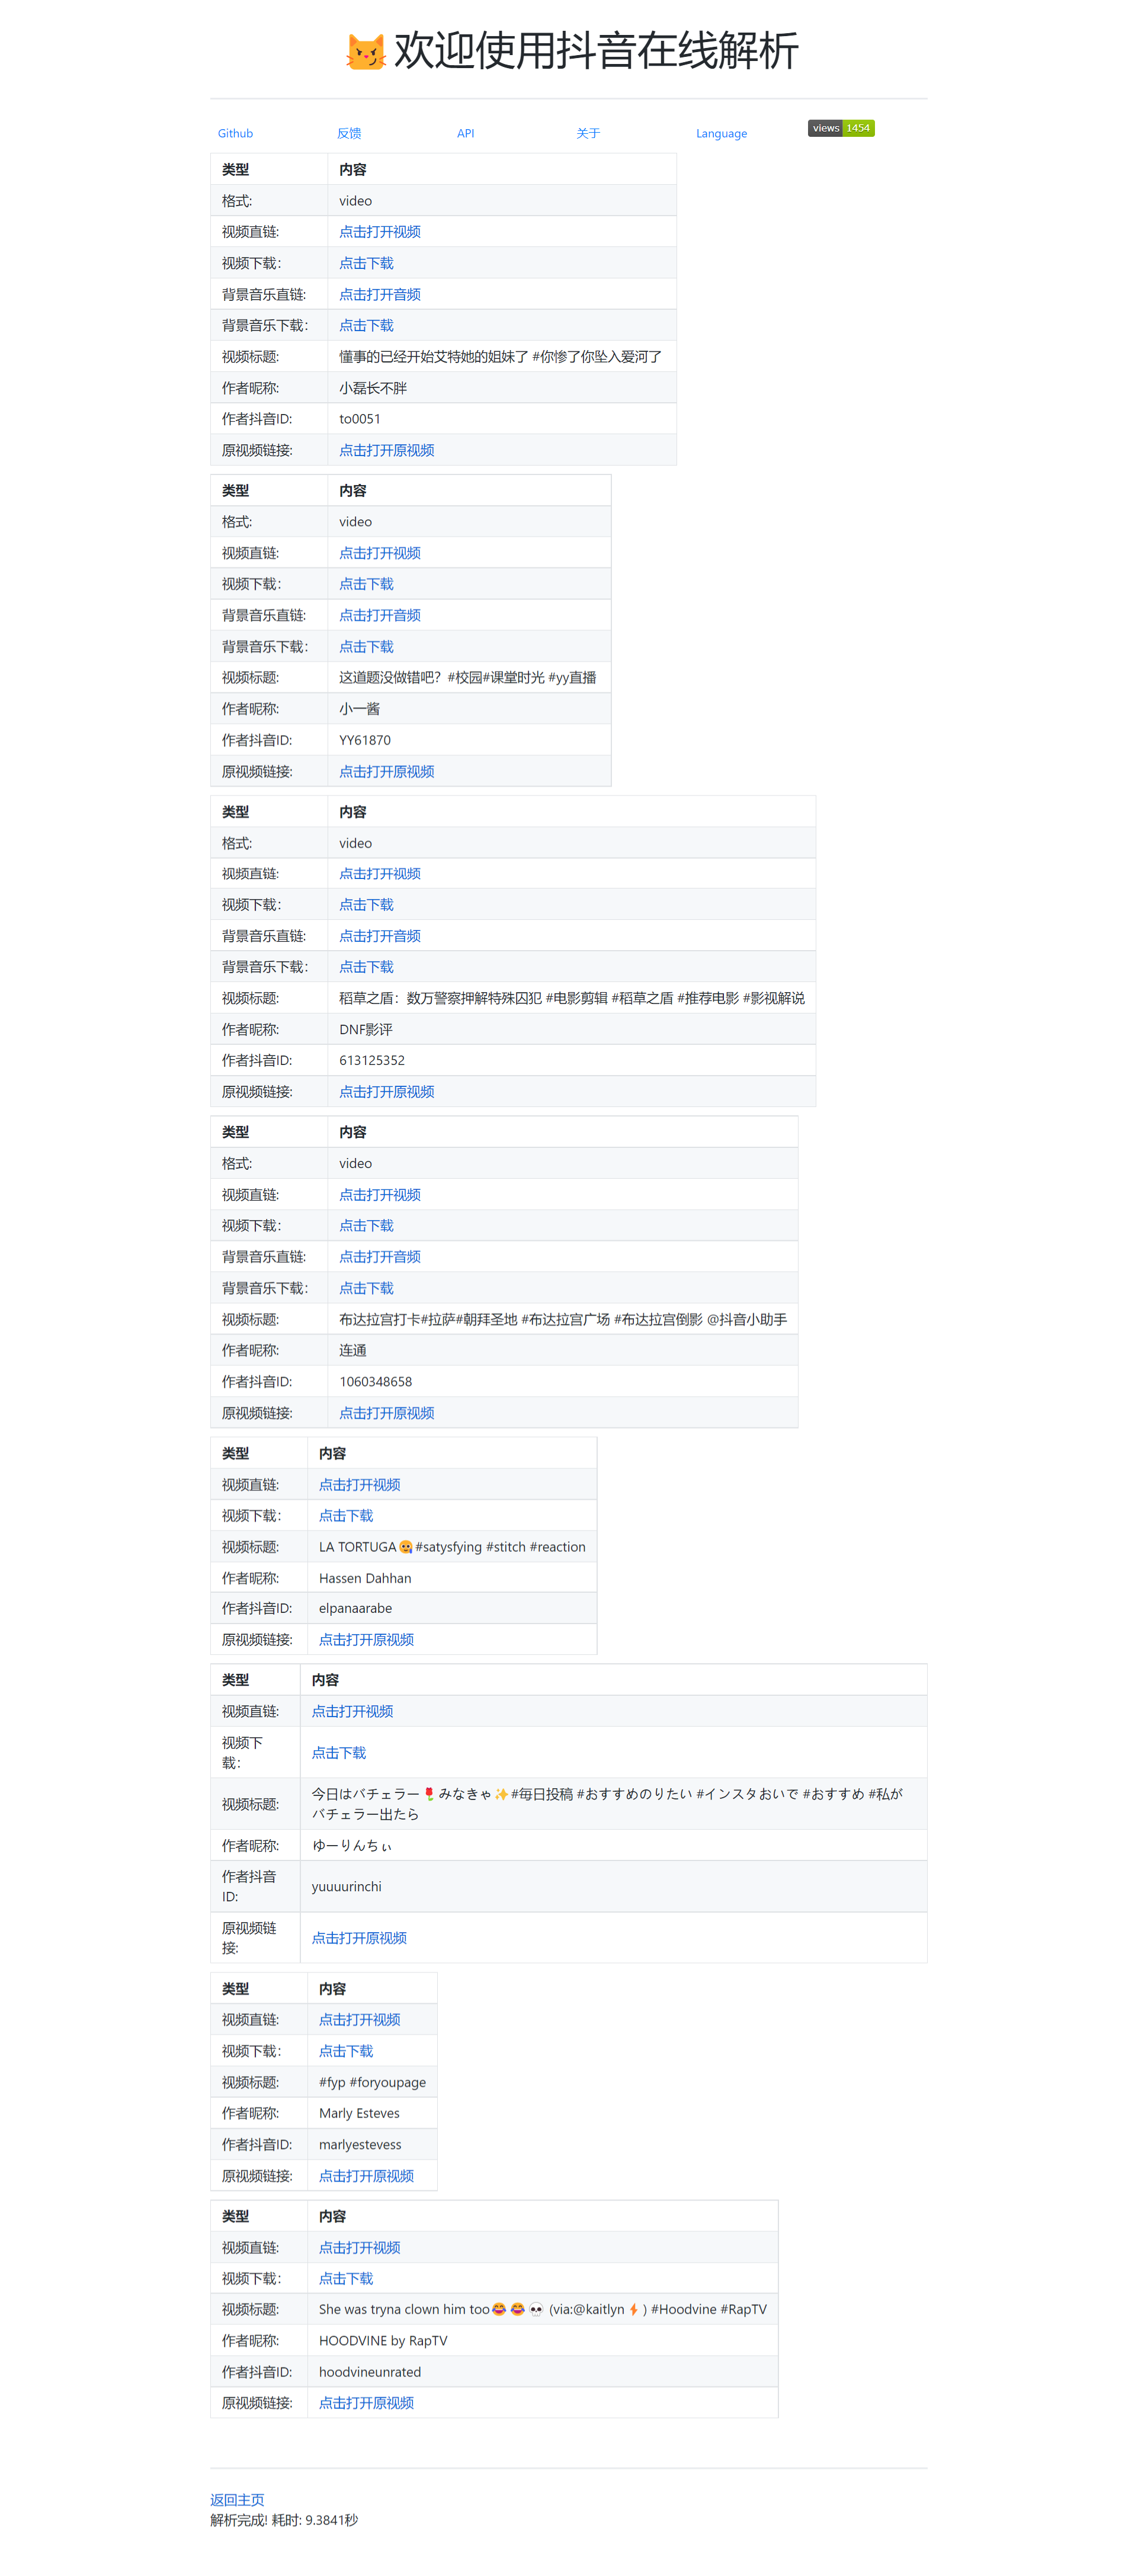 😼欢迎使用抖音在线解析
Github 反馈 API 关于 Language views 1454
类型 内容
格式: video
视频直链: 点击打开视频
视频下载： 点击下载
背景音乐直链: 点击打开音频
背景音乐下载： 点击下载
视频标题: 懂事的已经开始艾特她的姐妹了 #你惨了你坠入爱河了
作者昵称: 小磊长不胖
作者抖音ID: to0051
原视频链接: 点击打开原视频
类型 内容
格式: video
视频直链: 点击打开视频
视频下载： 点击下载
背景音乐直链: 点击打开音频
背景音乐下载： 点击下载
视频标题: 这道题没做错吧？#校园#课堂时光 #yy直播
作者昵称: 小一酱
作者抖音ID: YY61870
原视频链接: 点击打开原视频
类型 内容
格式: video
视频直链: 点击打开视频
视频下载： 点击下载
背景音乐直链: 点击打开音频
背景音乐下载： 点击下载
视频标题: 稻草之盾：数万警察押解特殊囚犯 #电影剪辑 #稻草之盾 #推荐电影 #影视解说
作者昵称: DNF影评
作者抖音ID: 613125352
原视频链接: 点击打开原视频
类型 内容
格式: video
视频直链: 点击打开视频
视频下载： 点击下载
背景音乐直链: 点击打开音频
背景音乐下载： 点击下载
视频标题: 布达拉宫打卡#拉萨#朝拜圣地 #布达拉宫广场 #布达拉宫倒影 @抖音小助手
作者昵称: 连通
作者抖音ID: 1060348658
原视频链接: 点击打开原视频
类型 内容
视频直链: 点击打开视频
视频下载： 点击下载
视频标题: LA TORTUGA🤐#satysfying #stitch #reaction
作者昵称: Hassen Dahhan
作者抖音ID: elpanaarabe
原视频链接: 点击打开原视频
类型 内容
视频直链: 点击打开视频
视频下
载： 点击下载
视频标题: 今日はバチェラー🌹みなきゃ✨#毎日投稿 #おすすめのりたい #インスタおいで #おすすめ #私が
バチェラー出たら
作者昵称: ゆーりんちぃ
作者抖音
ID: yuuuurinchi
原视频链
接: 点击打开原视频
类型 内容
视频直链: 点击打开视频
视频下载： 点击下载
视频标题: #fyp #foryoupage
作者昵称: Marly Esteves
作者抖音ID: marlyestevess
原视频链接: 点击打开原视频
类型 内容
视频直链: 点击打开视频
视频下载： 点击下载
视频标题: She was tryna clown him too😂😂💀 (via:@kaitlyn⚡) #Hoodvine #RapTV
作者昵称: HOODVINE by RapTV
作者抖音ID: hoodvineunrated
原视频链接: 点击打开原视频
返回主页
解析完成! 耗时: 9.3841秒